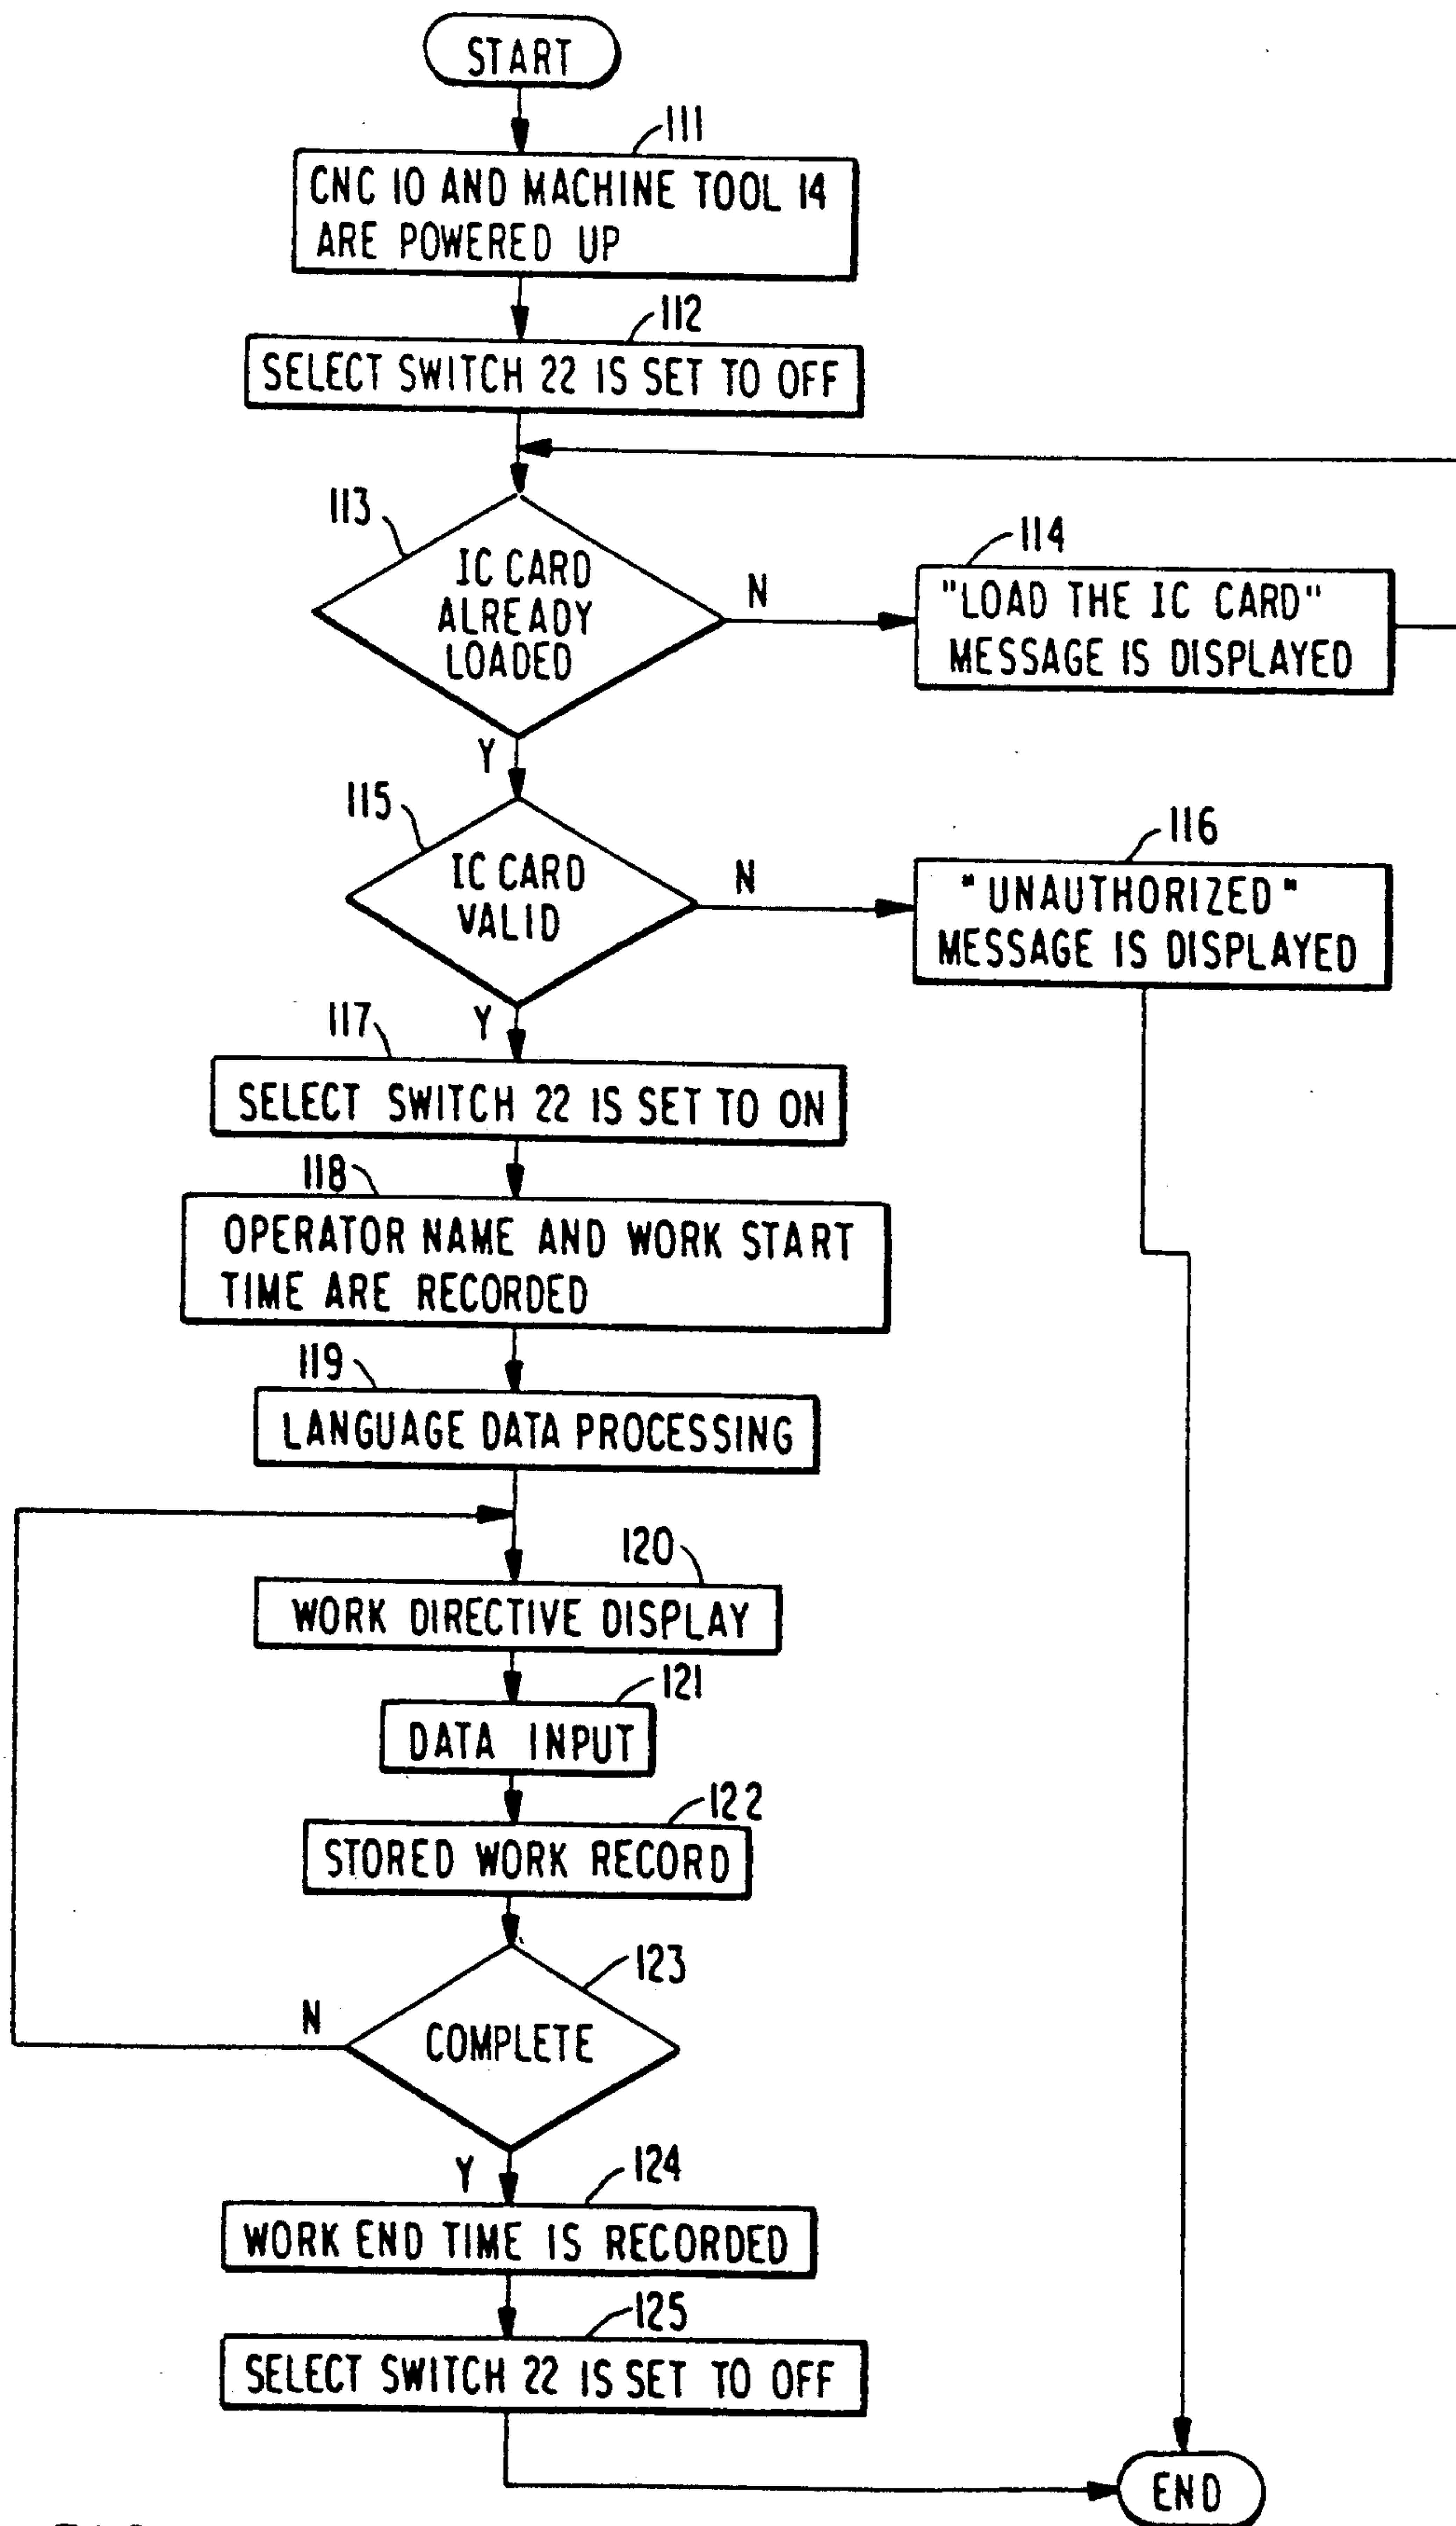 START
111
CNC 10 AND MACHINE TOOL 14
ARE POWERED UP
112
SELECT SWITCH 22 IS SET TO OFF
113
IC CARD
ALREADY
LOADED
N
114
"LOAD THE IC CARD"
MESSAGE IS DISPLAYED
Y
115
IC CARD
VALID
N
116
"UNAUTHORIZED"
MESSAGE IS DISPLAYED
Y
117
SELECT SWITCH 22 IS SET TO ON
118
OPERATOR NAME AND WORK START
TIME ARE RECORDED
119
LANGUAGE DATA PROCESSING
120
WORK DIRECTIVE DISPLAY
121
DATA INPUT
122
STORED WORK RECORD
123
COMPLETE
N
Y
124
WORK END TIME IS RECORDED
125
SELECT SWITCH 22 IS SET TO OFF
END